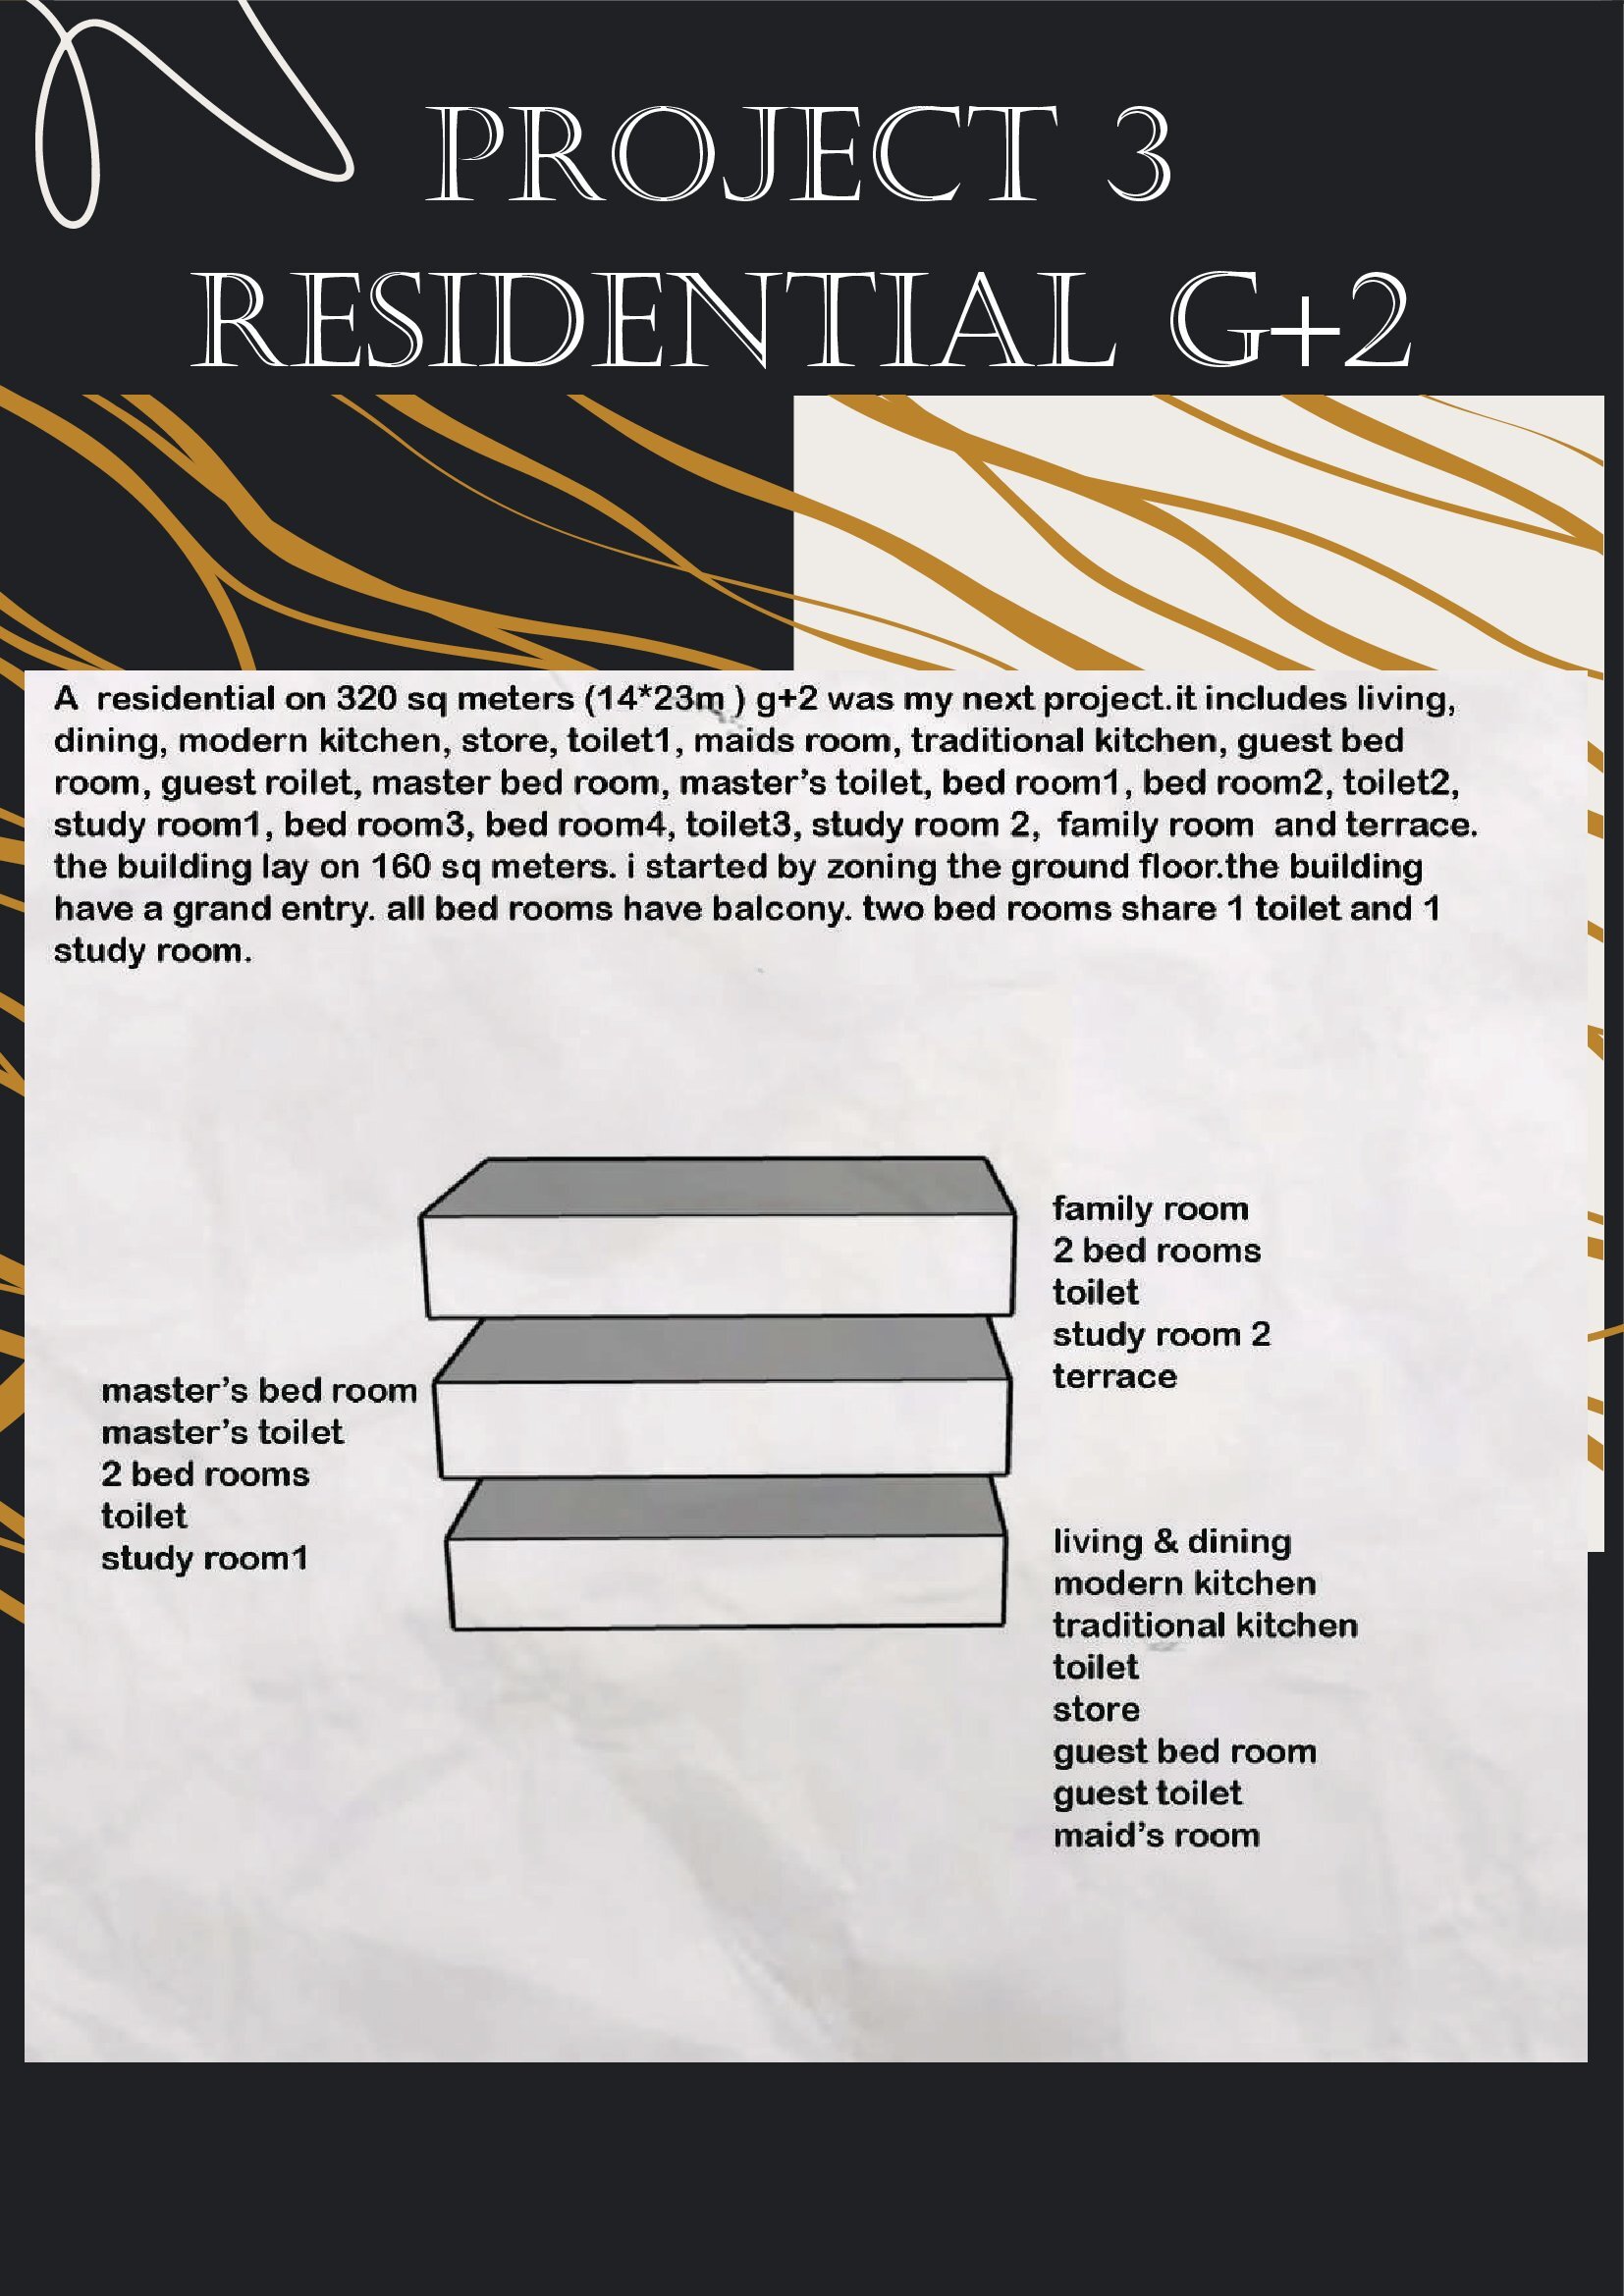 PROJECT 3
RESIDENTIAL G+2
A residential on 320 sq meters (14*23m ) g+2 was my next project.it includes living,
dining, modern kitchen, store, toilet1, maids room, traditional kitchen, guest bed
room, guest roilet, master bed room, master's toilet, bed room1, bed room2, toilet2,
study room1, bed room3, bed room4, toilet3, study room 2, family room and terrace.
the building lay on 160 sq meters. i started by zoning the ground floor.the building
have a grand entry. all bed rooms have balcony. two bed rooms share 1 toilet and 1
study room.
family room
2 bed rooms
toilet
study room 2
terrace
master's bed room
master's toilet
2 bed rooms
toilet
study room1
living & dining
modern kitchen
traditional kitchen
toilet
store
guest bed room
guest toilet
maid's room